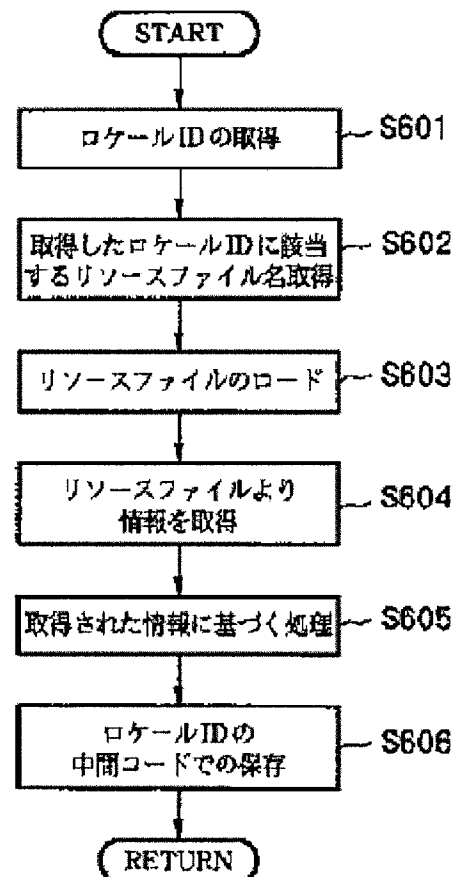 START
ロケールIDの取得
S601
取得したロケールIDに該当
するリソースファイル名取得
S602
リソースファイルのロード
S603
リソースファイルより
情報を取得
S604
取得された情報に基づく処理
S605
ロケールIDの
中間コードでの保存
S606
RETURN